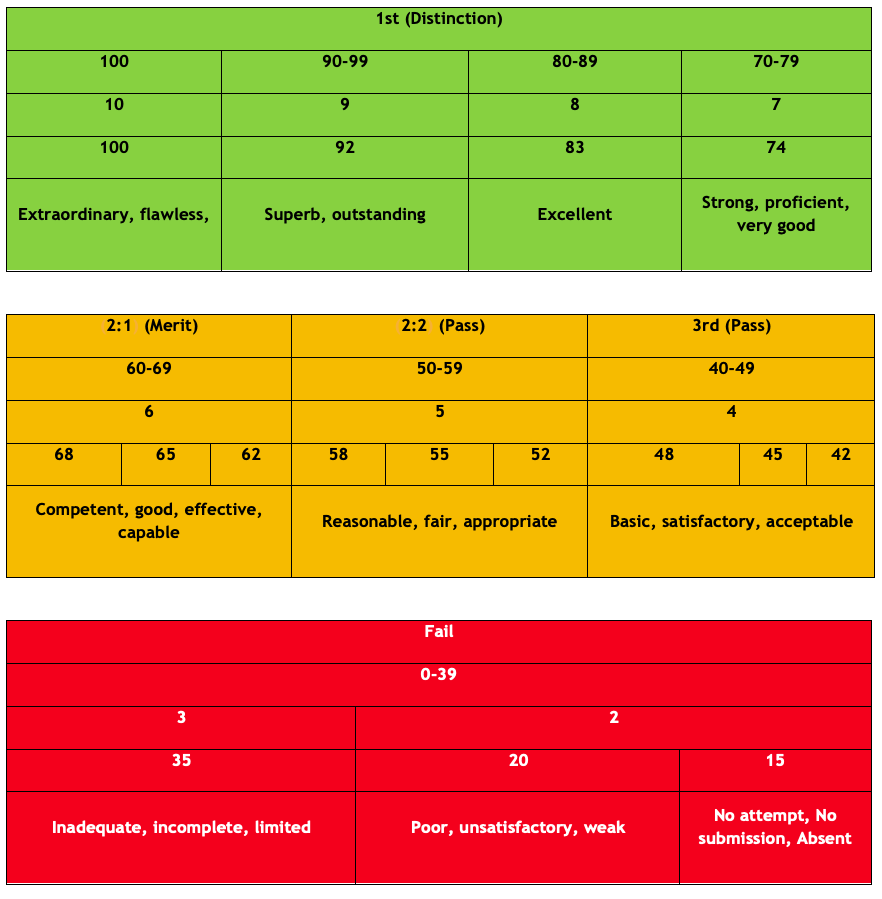 1st (Distinction)
100 90-99 80-89 70-79
10 9 8 7
100 92 83 74
Extraordinary, flawless, Superb, outstanding Excellent Strong, proficient,
very good
2:1 (Merit) 2:2 (Pass) 3rd (Pass)
60-69 50-59 40-49
6 5 4
68 65 62 58 55 52 48 45 42
Competent, good, effective,
capable
Reasonable, fair, appropriate Basic, satisfactory, acceptable
Fail
0-39
3 2
35 20 15
Inadequate, incomplete, limited Poor, unsatisfactory, weak No attempt, No
submission, Absent